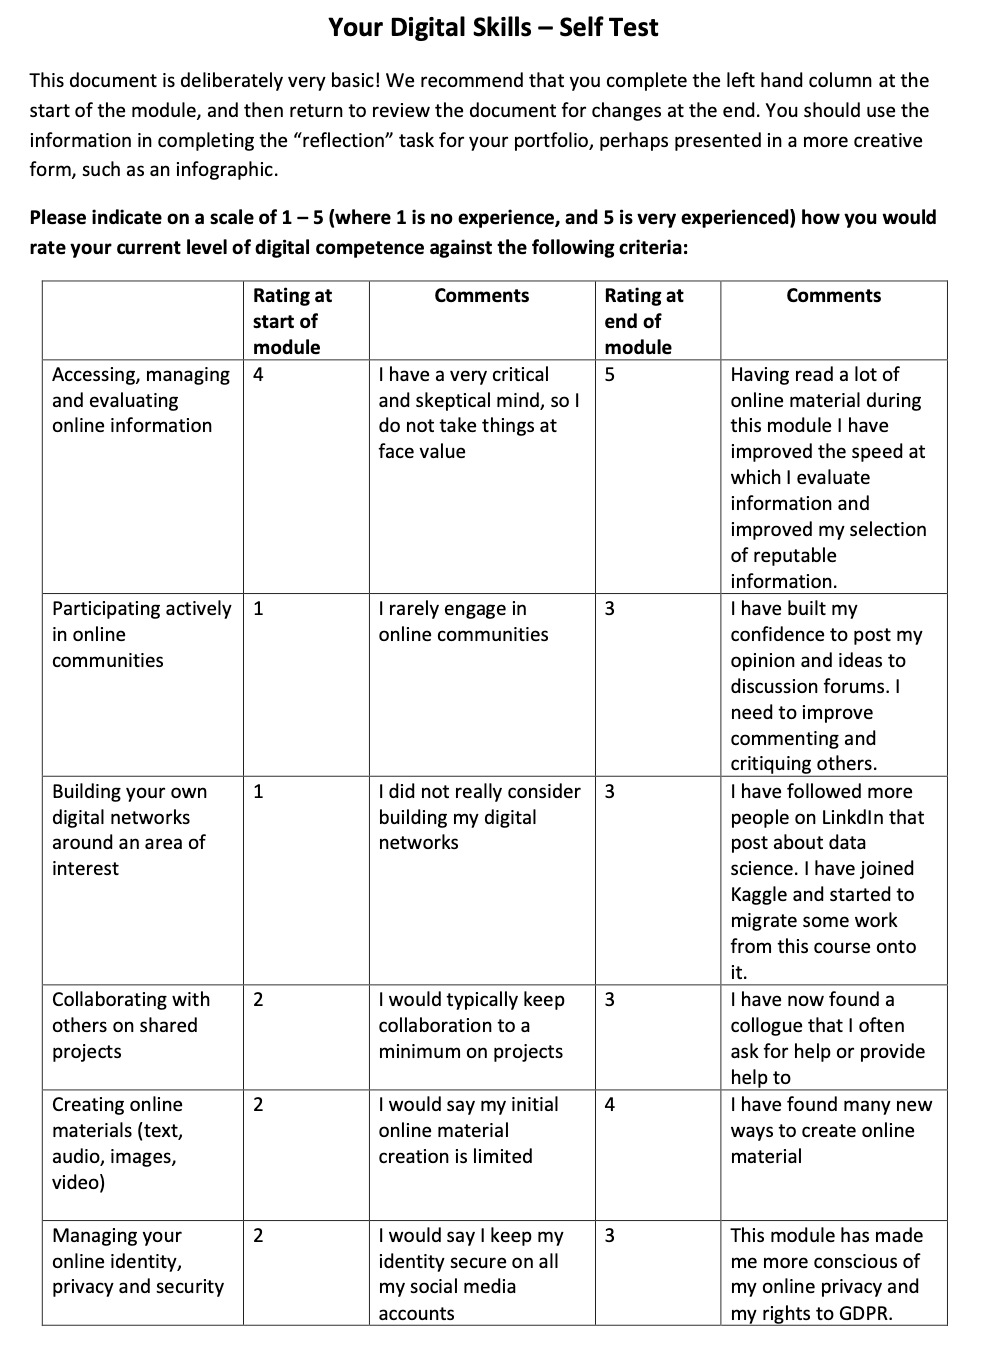 Your Digital Skills – Self Test
This document is deliberately very basic! We recommend that you complete the left hand column at the
start of the module, and then return to review the document for changes at the end. You should use the
information in completing the “reflection” task for your portfolio, perhaps presented in a more creative
form, such as an infographic.
Please indicate on a scale of 1 – 5 (where 1 is no experience, and 5 is very experienced) how you would
rate your current level of digital competence against the following criteria:
Rating at
start of
module
Comments
Rating at
end of
module
Comments
Accessing, managing
and evaluating
online information
4
I have a very critical
and skeptical mind, so I
do not take things at
face value
5
Having read a lot of
online material during
this module I have
improved the speed at
which I evaluate
information and
improved my selection
of reputable
information.
Participating actively
in online
communities
1
I rarely engage in
online communities
3
I have built my
confidence to post my
opinion and ideas to
discussion forums. I
need to improve
commenting and
critiquing others.
Building your own
digital networks
around an area of
interest
1
I did not really consider
building my digital
networks
3
I have followed more
people on LinkdIn that
post about data
science. I have joined
Kaggle and started to
migrate some work
from this course onto
it.
Collaborating with
others on shared
projects
2
I would typically keep
collaboration to a
minimum on projects
3
I have now found a
collogue that I often
ask for help or provide
help to
Creating online
materials (text,
audio, images,
video)
2
I would say my initial
online material
creation is limited
4
I have found many new
ways to create online
material
Managing your
online identity,
privacy and security
2
I would say I keep my
identity secure on all
my social media
accounts
3
This module has made
me more conscious of
my online privacy and
my rights to GDPR.